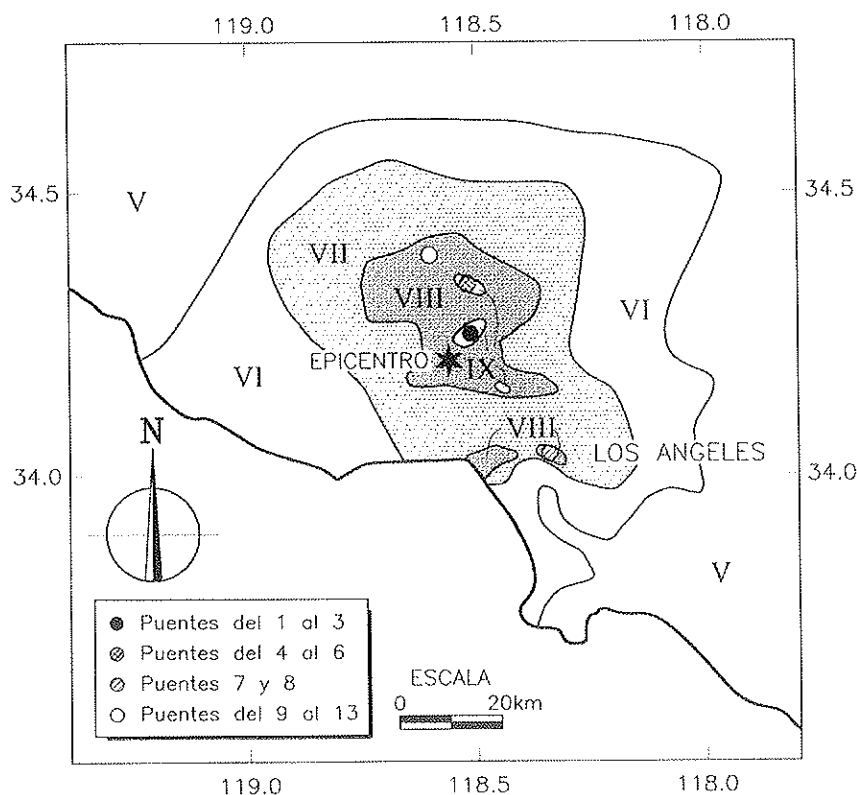 119.0 118.5 118.0
34.5 34.5
V
VII
VIII
VI
EPICENTRO IX
VI
VIII
N
LOS ANGELES
34.0 34.0
V
Puentes del 1 al 3
Puentes del 4 al 6
Puentes 7 y 8
Puentes del 9 al 13
ESCALA
0 20km
119.0 118.5 118.0